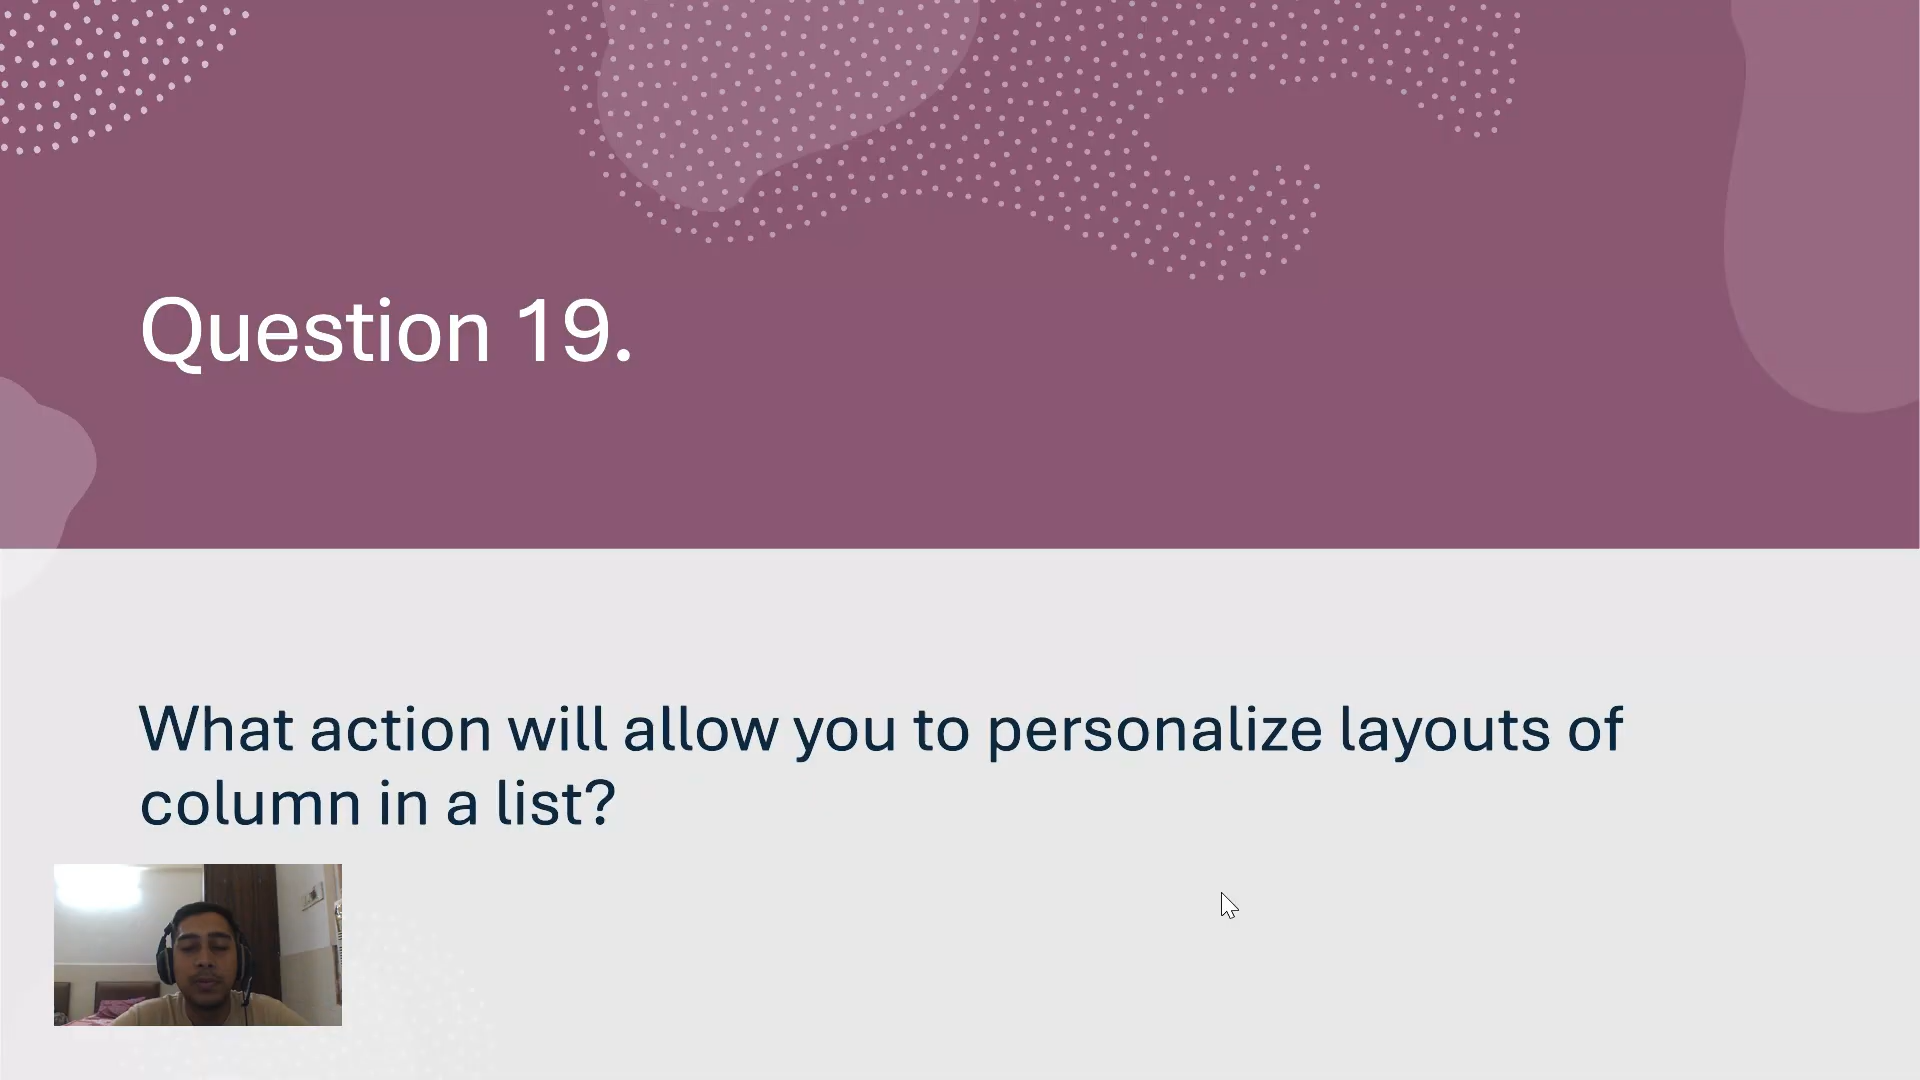 Question 19.
What action will allow you to personalize layouts of
column in a list?